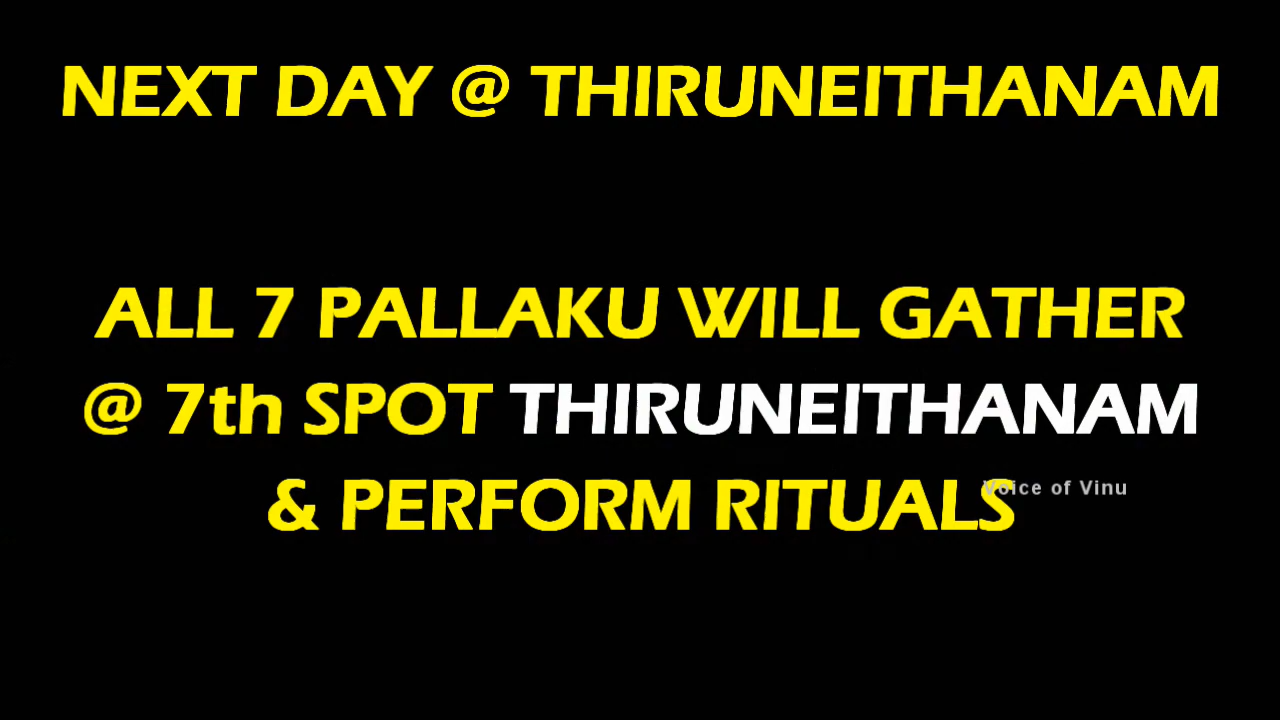 NEXT DAY @ THIRUNEITHANAM
ALL 7 PALLAKU WILL GATHER
@ 7th SPOT THIRUNEITHANAM
& PERFORM RITUALS
Voice of Vinu